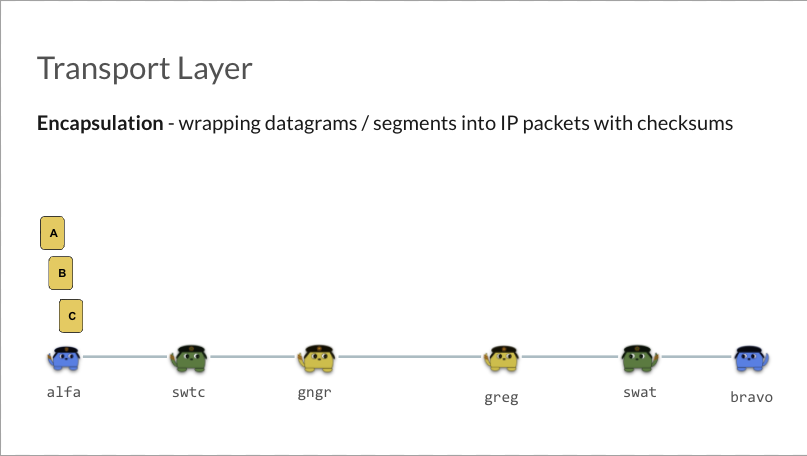 Transport Layer
Encapsulation - wrapping datagrams / segments into IP packets with checksums
A
B
C
alfa
swtc
gngr
greg
swat
bravo